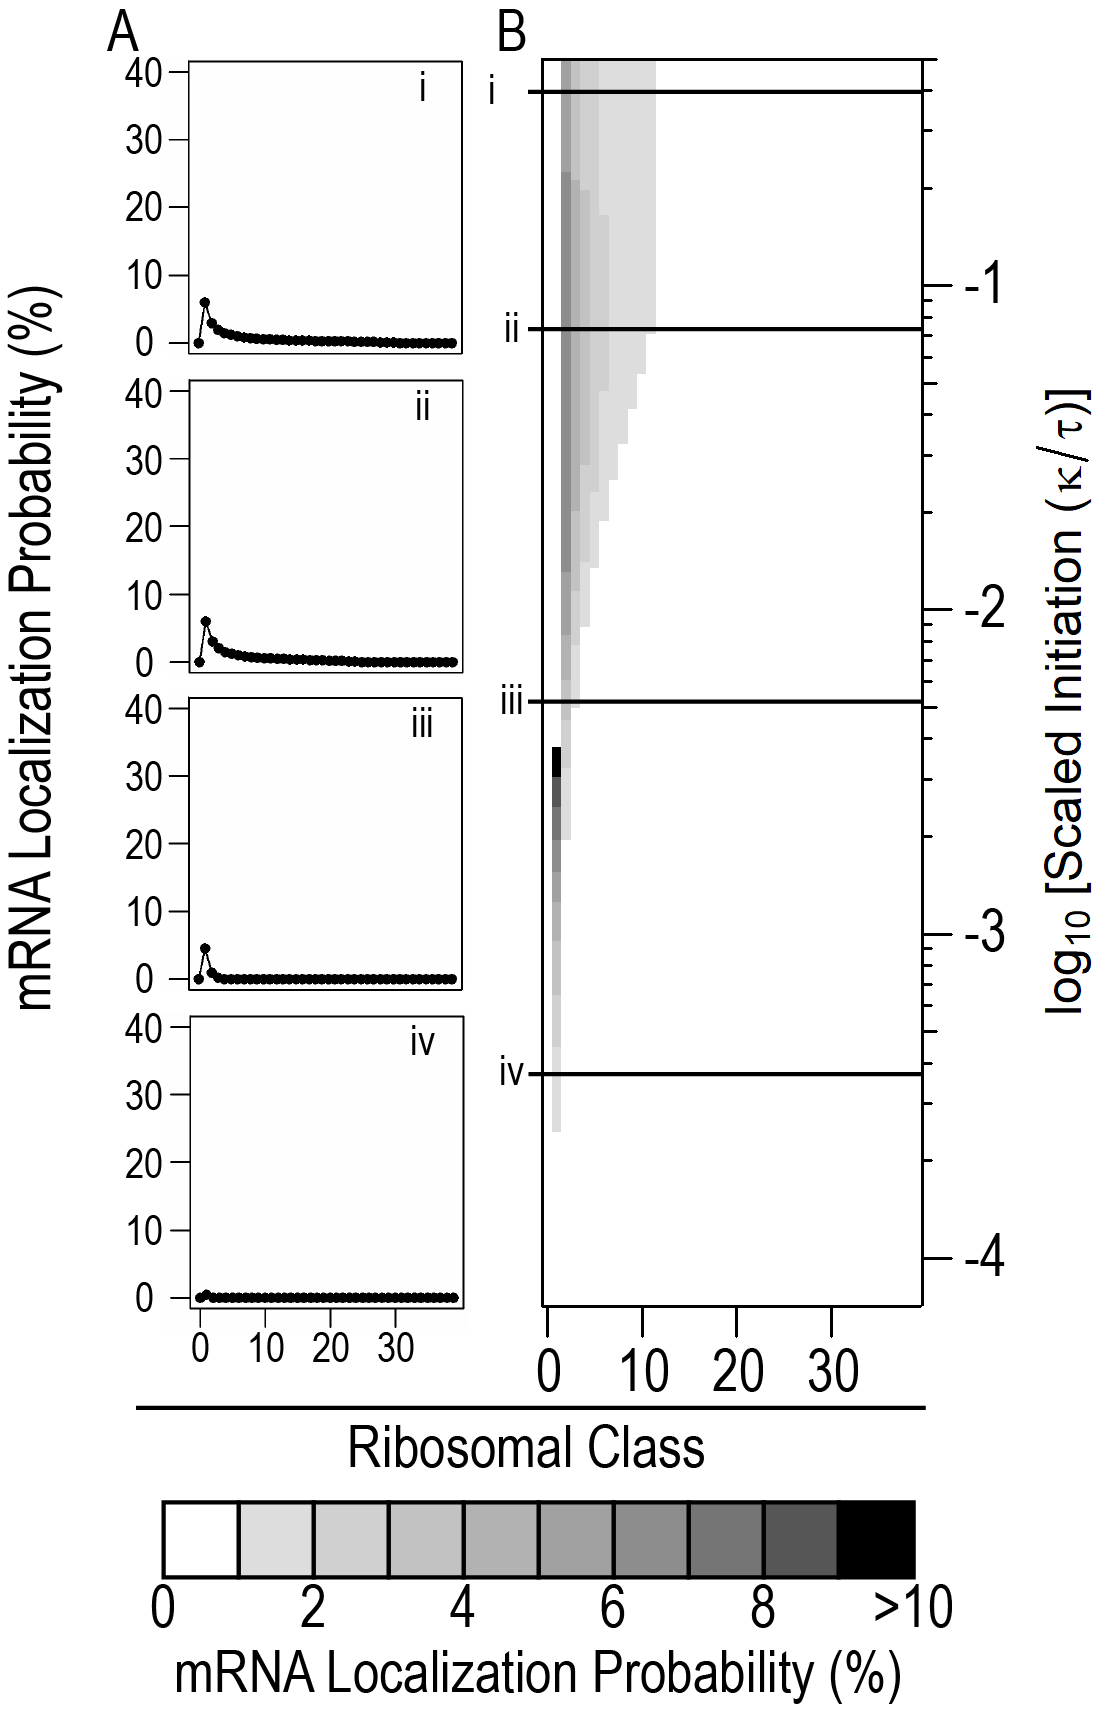 A
B
mRNA Localization Probability (%)
40
30
20
10
0
i
40
30
20
10
0
ii
40
30
20
10
0
iii
40
30
20
10
0
iv
0 10 20 30
i
ii
iii
iv
-1
-2
-3
-4
log10 [Scaled Initiation (κ/τ)]
0 10 20 30
Ribosomal Class
0 2 4 6 8 >10
mRNA Localization Probability (%)